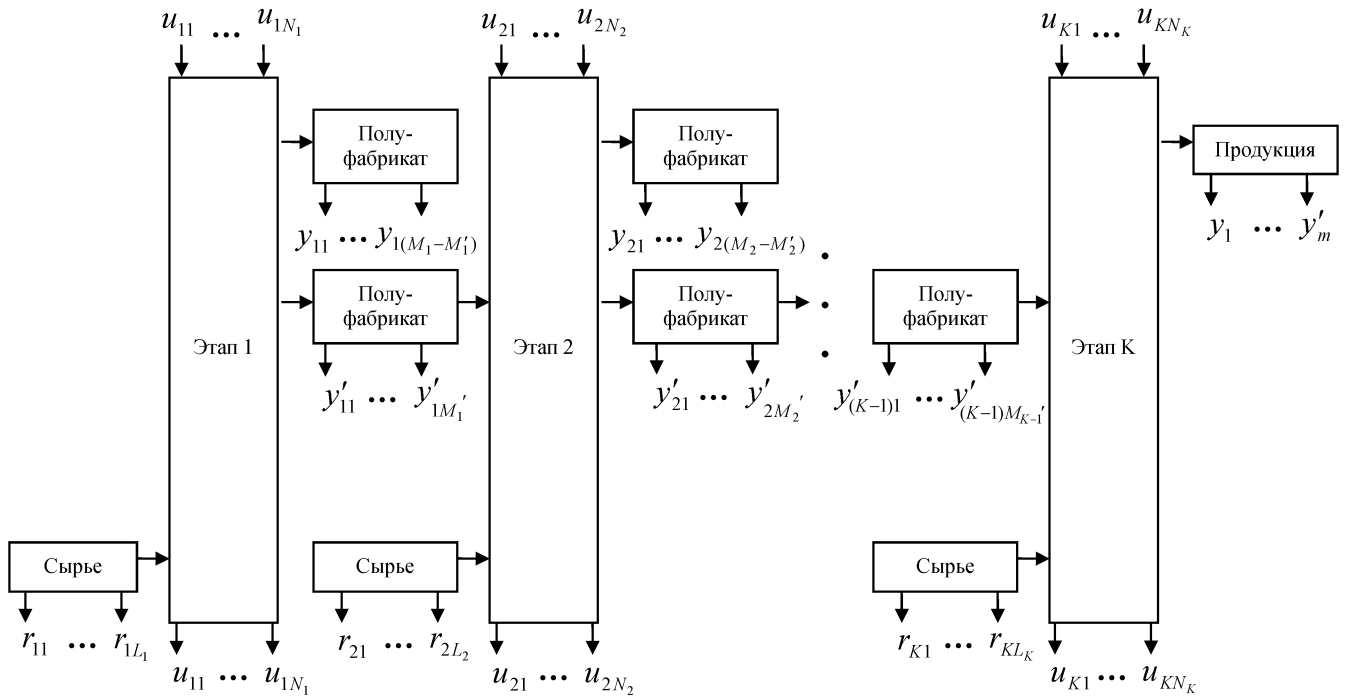 u₁₁ ... u₁N₁ u₂₁ ... u₂N₂ uK₁ ... uKNK
Полу-
фабрикат
Полу-
фабрикат
Продукция
y₁₁ ... y₁(M₁−M₁′) y₂₁ ... y₂(M₂−M₂′) y₁ ... y′m
Полу-
фабрикат
Полу-
фабрикат
Полу-
фабрикат
Этап 1
Этап 2
Этап K
y′₁₁ ... y′₁M₁′ y′₂₁ ... y′₂M₂′ y′(K−1)1 ... y′(K−1)MK−1′
Сырье
Сырье
Сырье
r₁₁ ... r₁L₁ r₂₁ ... r₂L₂ rK₁ ... rKLK
u₁₁ ... u₁N₁ u₂₁ ... u₂N₂ uK₁ ... uKNK